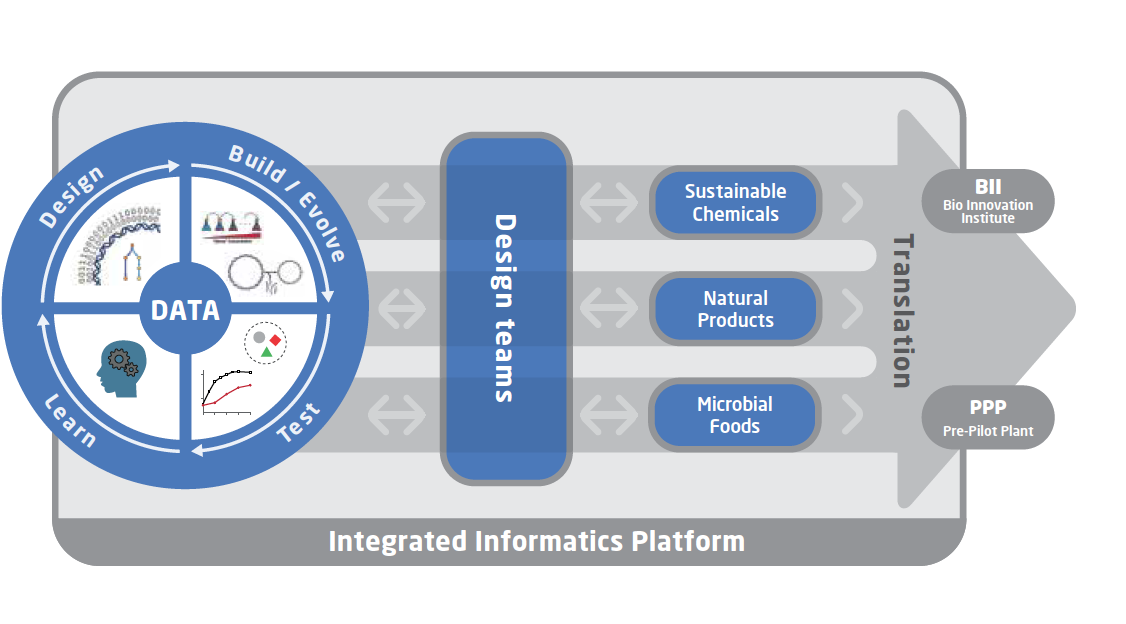 Design
Build / Evolve
DATA
Learn
Test
Design teams
Sustainable
Chemicals
Natural
Products
Microbial
Foods
Translation
BII
Bio Innovation
Institute
PPP
Pre-Pilot Plant
Integrated Informatics Platform